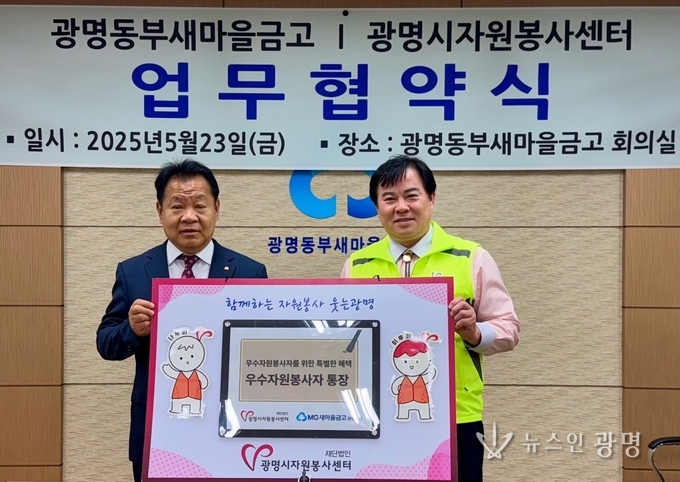 광명동부새마을금고 | 광명시자원봉사센터
업무협약식
▪ 일시 : 2025년5월23일(금) ▪ 장소 : 광명동부새마을금고 회의실
광명동부새마을
함께하는 자원봉사 웃는광명
우수자원봉사자를 위한 특별한 혜택
우수자원봉사자 통장
재단법인
광명시자원봉사센터
MG새마을금고
재단법인
광명시자원봉사센터
뉴스인 광명